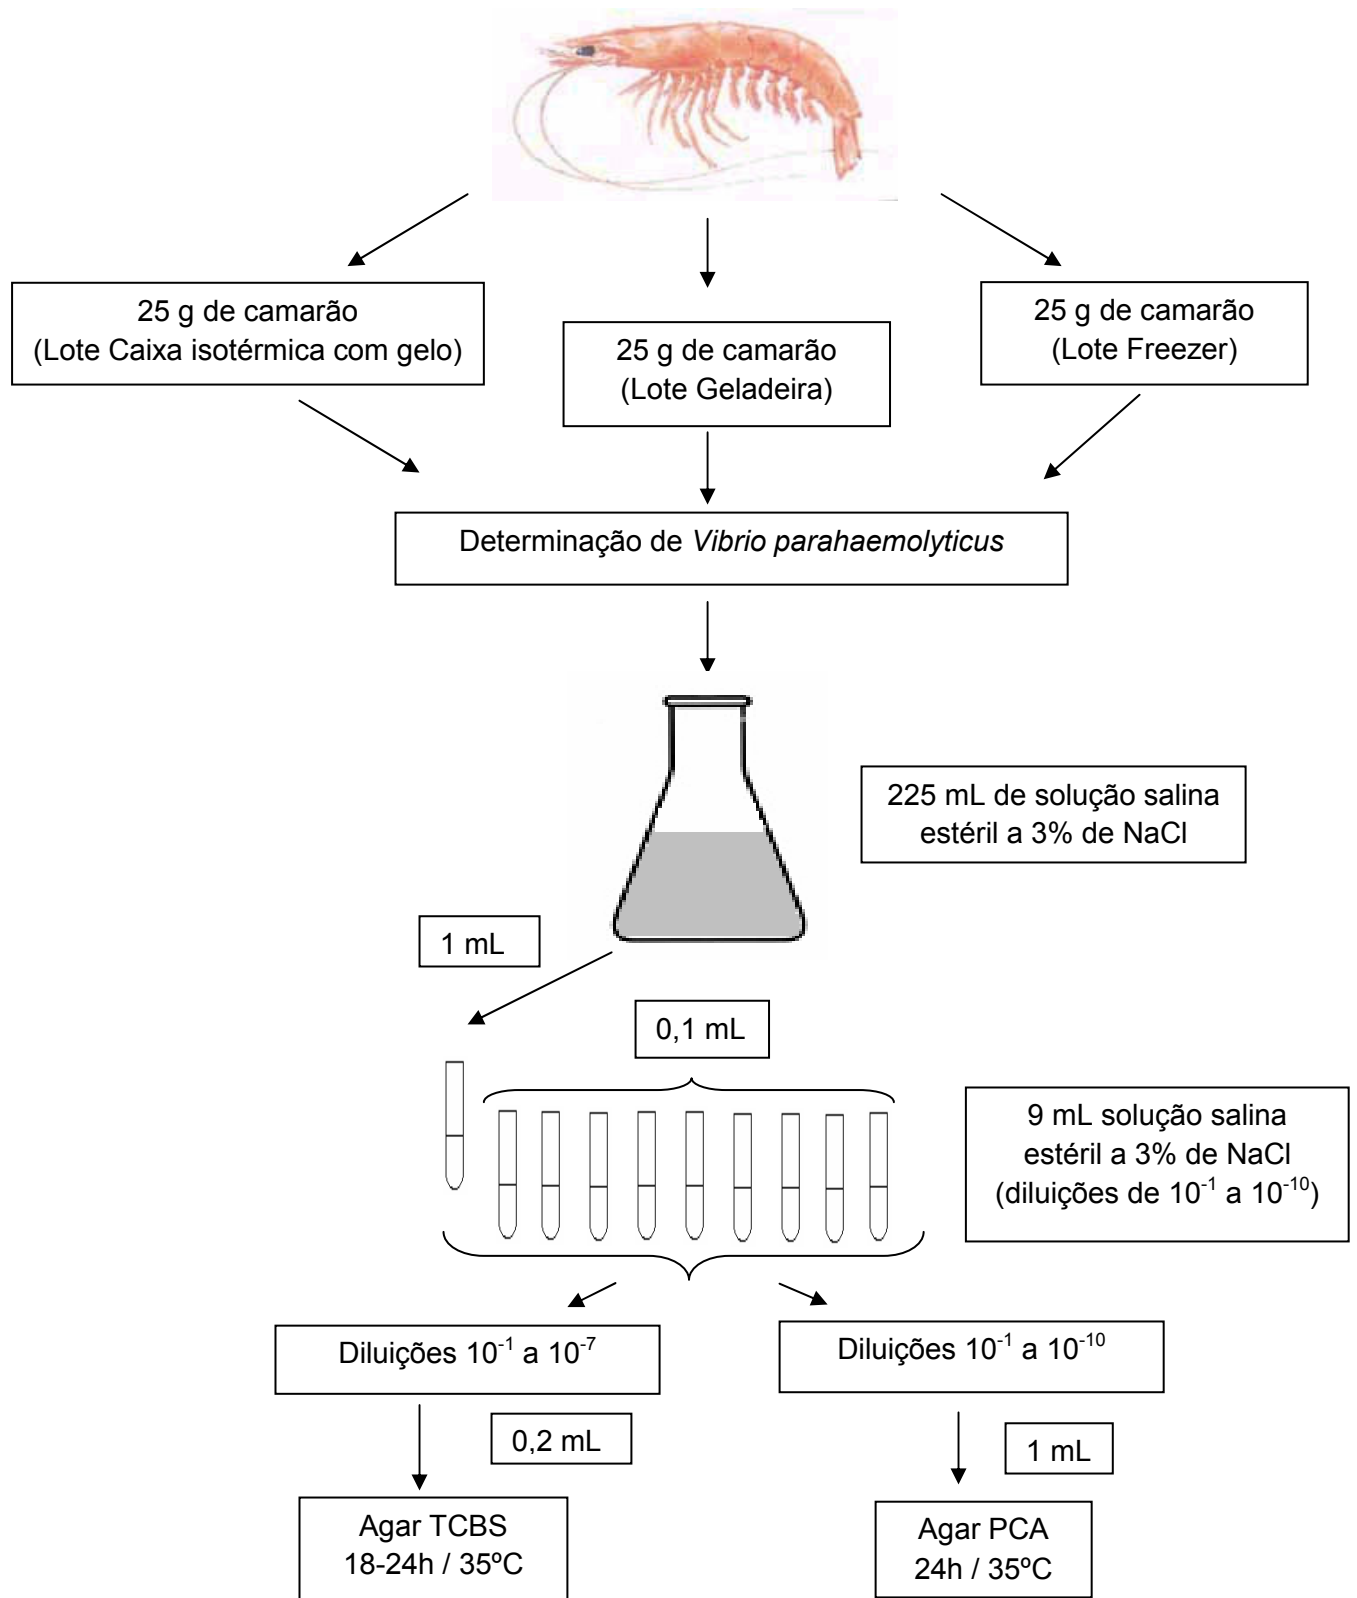 25 g de camarão
(Lote Caixa isotérmica com gelo)
25 g de camarão
(Lote Geladeira)
25 g de camarão
(Lote Freezer)
Determinação de Vibrio parahaemolyticus
225 mL de solução salina
estéril a 3% de NaCl
1 mL
0,1 mL
9 mL solução salina
estéril a 3% de NaCl
(diluições de 10⁻¹ a 10⁻¹⁰)
Diluições 10⁻¹ a 10⁻⁷
Diluições 10⁻¹ a 10⁻¹⁰
0,2 mL
1 mL
Agar TCBS
18-24h / 35ºC
Agar PCA
24h / 35ºC